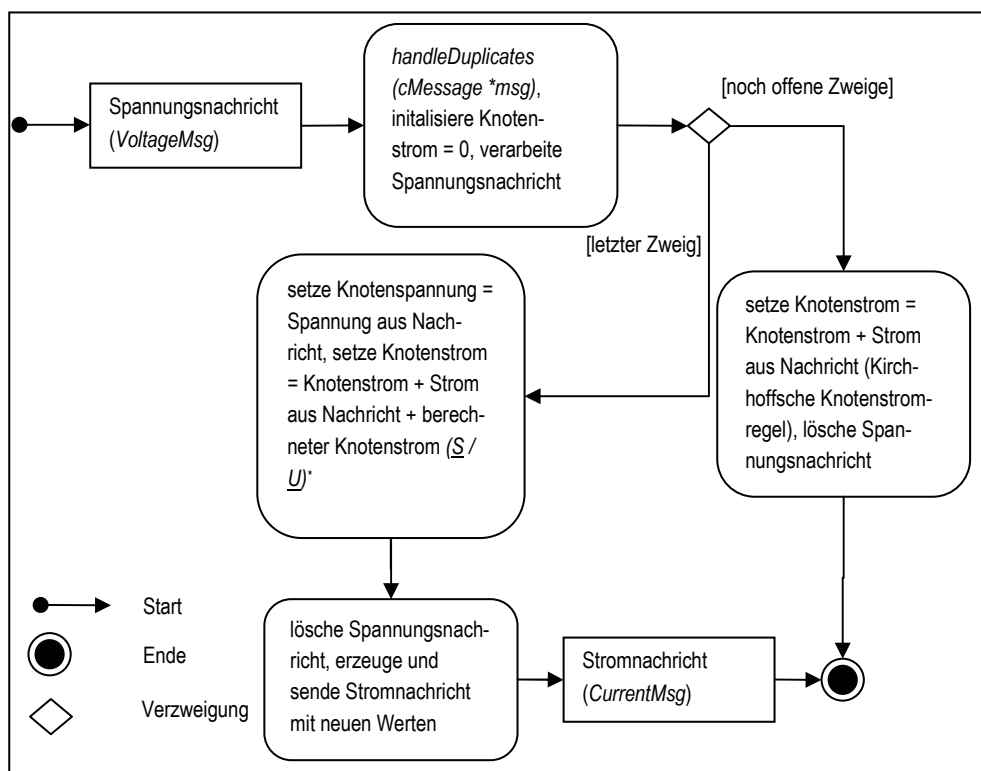 handleDuplicates
(cMessage *msg),
initalisiere Knoten-
strom = 0, verarbeite
Spannungsnachricht
Spannungsnachricht
(VoltageMsg)
[noch offene Zweige]
[letzter Zweig]
setze Knotenspannung =
Spannung aus Nach-
richt, setze Knotenstrom
= Knotenstrom + Strom
aus Nachricht + berech-
neter Knotenstrom (S /
U)*
setze Knotenstrom =
Knotenstrom + Strom
aus Nachricht (Kirch-
hoffsche Knotenstrom-
regel), lösche Span-
nungsnachricht
lösche Spannungsnach-
richt, erzeuge und
sende Stromnachricht
mit neuen Werten
Stromnachricht
(CurrentMsg)
Start
Ende
Verzweigung